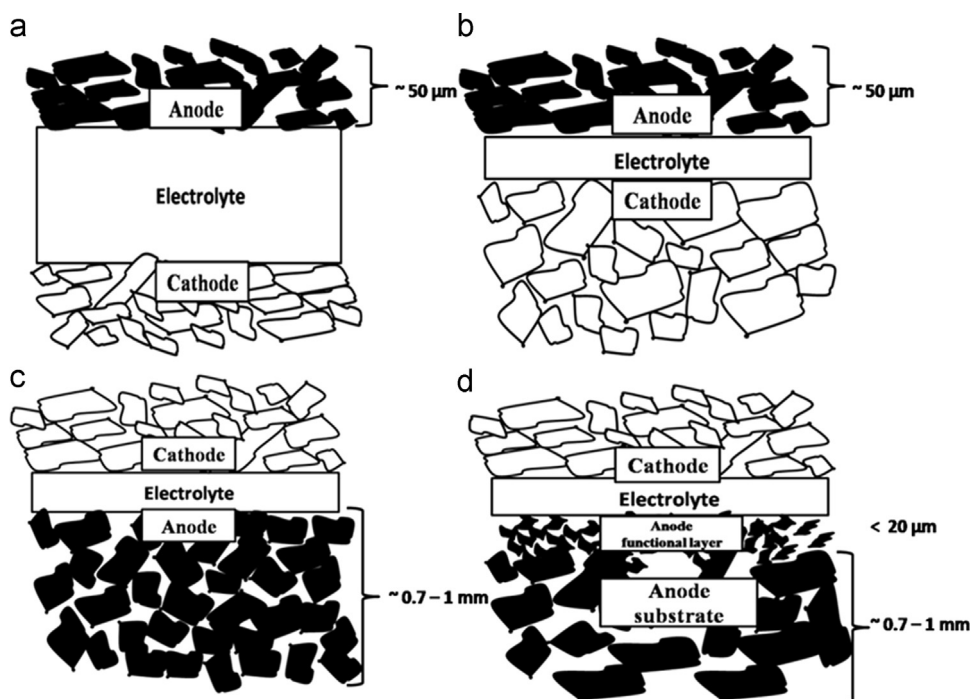 a
Anode
~ 50 µm
Electrolyte
Cathode
b
Anode
~ 50 µm
Electrolyte
Cathode
c
Cathode
Electrolyte
Anode
~ 0.7 – 1 mm
d
Cathode
Electrolyte
Anode
functional layer
< 20 µm
Anode
substrate
~ 0.7 – 1 mm